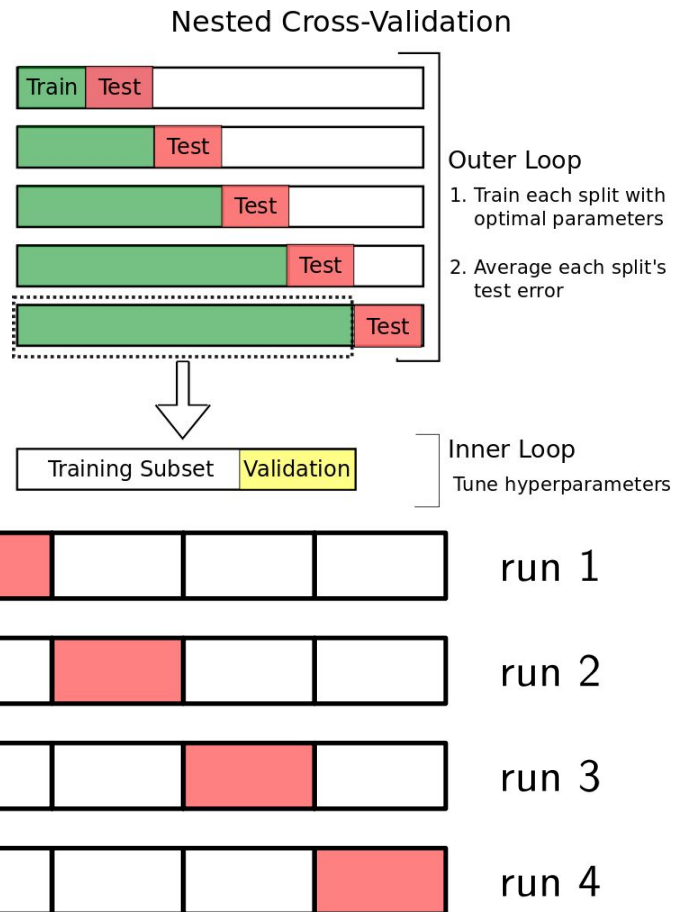 Nested Cross-Validation
Train
Test
Test
Test
Test
Test
Outer Loop
1. Train each split with
optimal parameters
2. Average each split's
test error
Training Subset
Validation
Inner Loop
Tune hyperparameters
run 1
run 2
run 3
run 4